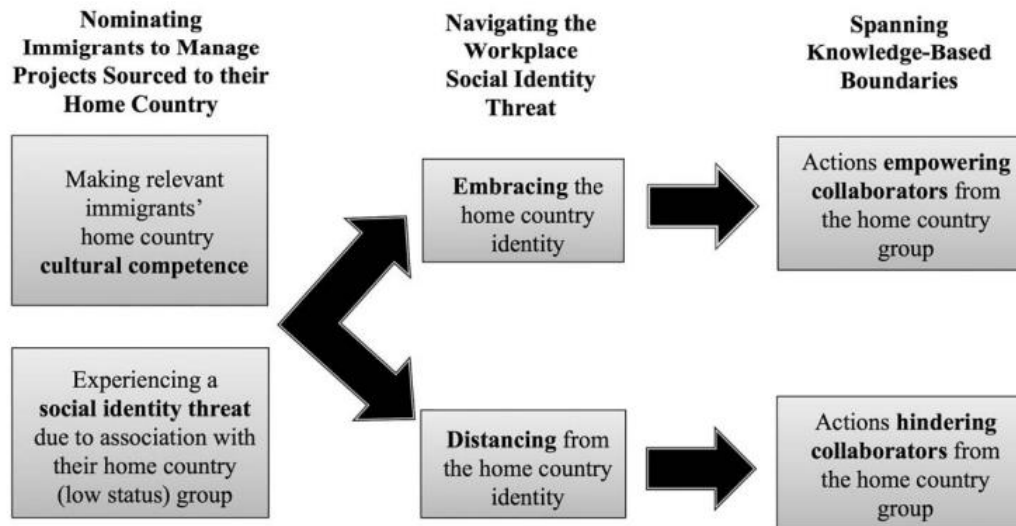 Nominating
Immigrants to Manage
Projects Sourced to their
Home Country
Navigating the
Workplace
Social Identity
Threat
Spanning
Knowledge-Based
Boundaries
Making relevant
immigrants’
home country
cultural competence
Embracing the
home country
identity
Actions empowering
collaborators from
the home country
group
Experiencing a
social identity threat
due to association with
their home country
(low status) group
Distancing from
the home country
identity
Actions hindering
collaborators from
the home country
group